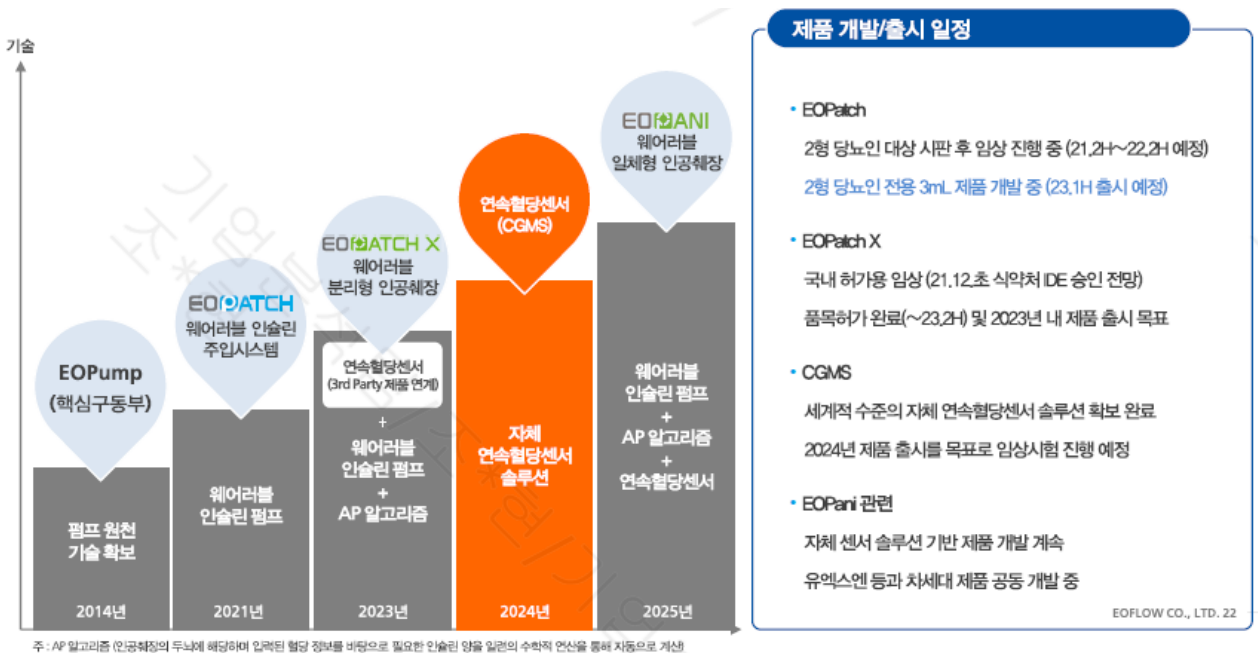 기술
EOPump
(핵심구동부)
펌프 원천
기술 확보
2014년
EOPATCH
웨어러블 인슐린
주입시스템
웨어러블
인슐린 펌프
2021년
EOPATCH X
웨어러블
분리형 인공췌장
연속혈당센서
(3rd Party 제품 연계)
+
웨어러블
인슐린 펌프
+
AP 알고리즘
2023년
연속혈당센서
(CGMS)
자체
연속혈당센서
솔루션
2024년
EOPANI
웨어러블
일체형 인공췌장
웨어러블
인슐린 펌프
+
AP 알고리즘
+
연속혈당센서
2025년
주 : AP 알고리즘 (인공췌장의 두뇌에 해당하며 입력된 혈당 정보를 바탕으로 필요한 인슐린 양을 일련의 수학적 연산을 통해 자동으로 계산)
제품 개발/출시 일정
• EOPatch
2형 당뇨인 대상 시판 후 임상 진행 중 (21.2H~22.2H 예정)
2형 당뇨인 전용 3mL 제품 개발 중 (23.1H 출시 예정)
• EOPatch X
국내 허가용 임상 (21.12.초 식약처 IDE 승인 전망)
품목허가 완료(~23.2H) 및 2023년 내 제품 출시 목표
• CGMS
세계적 수준의 자체 연속혈당센서 솔루션 확보 완료
2024년 제품 출시를 목표로 임상시험 진행 예정
• EOPani 관련
자체 센서 솔루션 기반 제품 개발 계속
유엑스엔 등과 차세대 제품 공동 개발 중
EOFLOW CO., LTD. 22